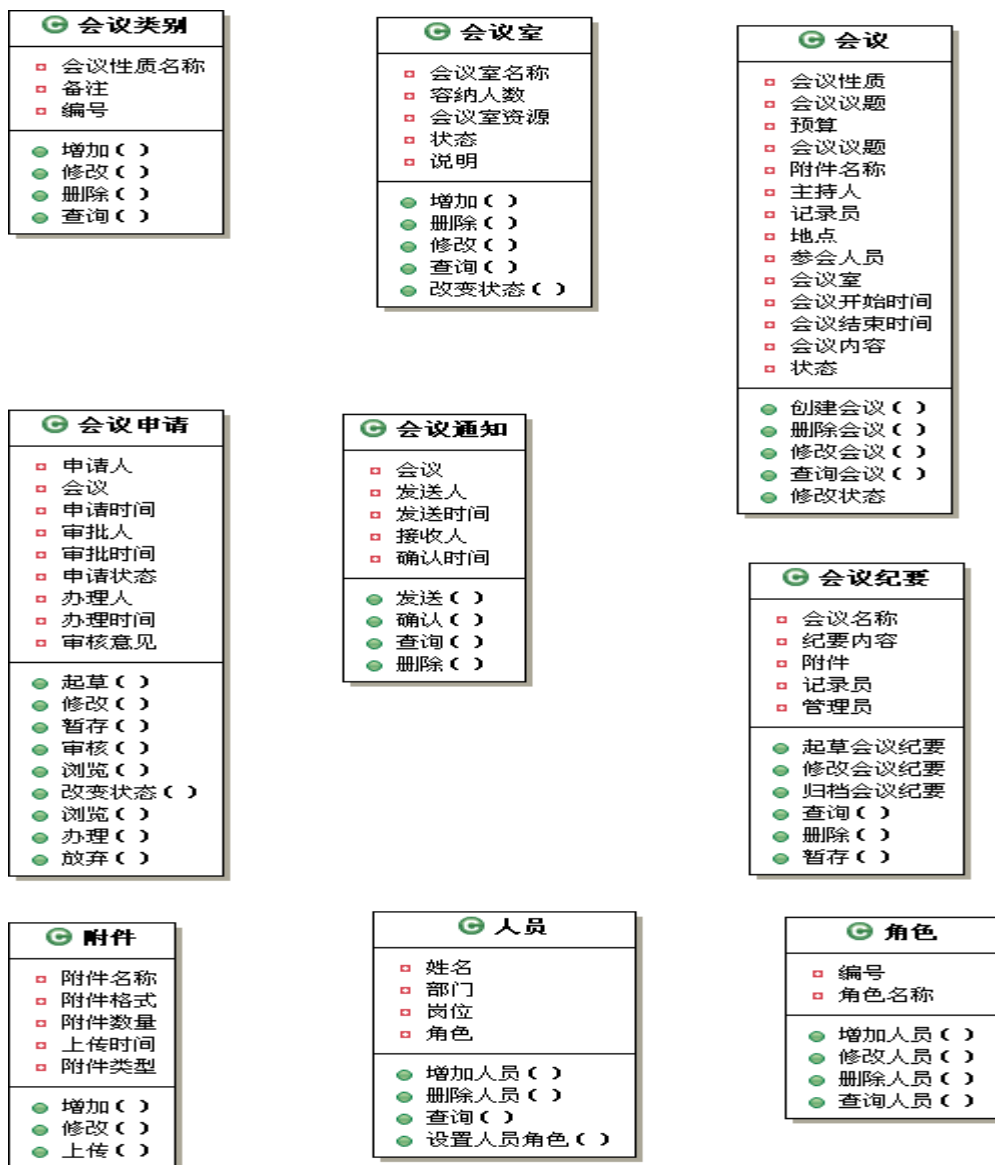 会议类别
会议性质名称
备注
编号
增加( )
修改( )
删除( )
查询( )
会议室
会议室名称
容纳人数
会议室资源
状态
说明
增加( )
删除( )
修改( )
查询( )
改变状态( )
会议
会议性质
会议议题
预算
会议议题
附件名称
主持人
记录员
地点
参会人员
会议室
会议开始时间
会议结束时间
会议内容
状态
创建会议( )
删除会议( )
修改会议( )
查询会议( )
修改状态
会议申请
申请人
会议
申请时间
审批人
审批时间
申请状态
办理人
办理时间
审核意见
起草( )
修改( )
暂存( )
审核( )
浏览( )
改变状态( )
浏览( )
办理( )
放弃( )
会议通知
会议
发送人
发送时间
接收人
确认时间
发送( )
确认( )
查询( )
删除( )
会议纪要
会议名称
纪要内容
附件
记录员
管理员
起草会议纪要
修改会议纪要
归档会议纪要
查询( )
删除( )
暂存( )
附件
附件名称
附件格式
附件数量
上传时间
附件类型
增加( )
修改( )
上传( )
人员
姓名
部门
岗位
角色
增加人员( )
删除人员( )
查询( )
设置人员角色( )
角色
编号
角色名称
增加人员( )
修改人员( )
删除人员( )
查询人员( )